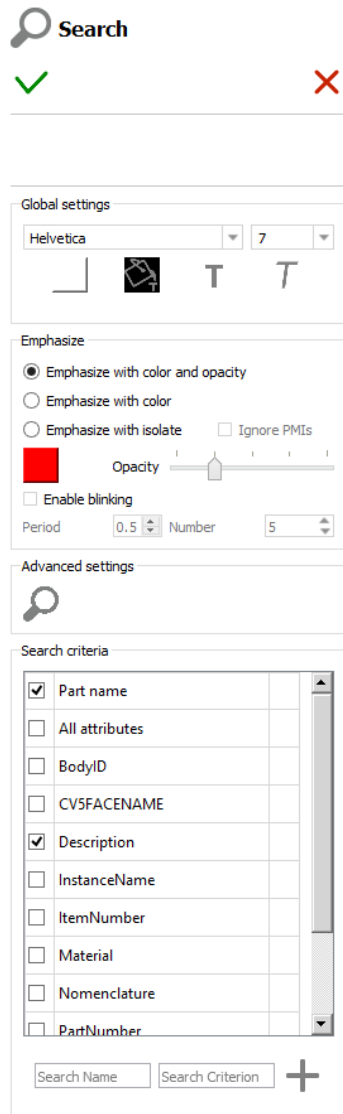 Search
Global settings
Helvetica 7
T T
Emphasize
Emphasize with color and opacity
Emphasize with color
Emphasize with isolate Ignore PMIs
Opacity
Enable blinking
Period 0.5 Number 5
Advanced settings
Search criteria
Part name
All attributes
BodyID
CV5FACENAME
Description
InstanceName
ItemNumber
Material
Nomenclature
PartNumber
Search Name Search Criterion